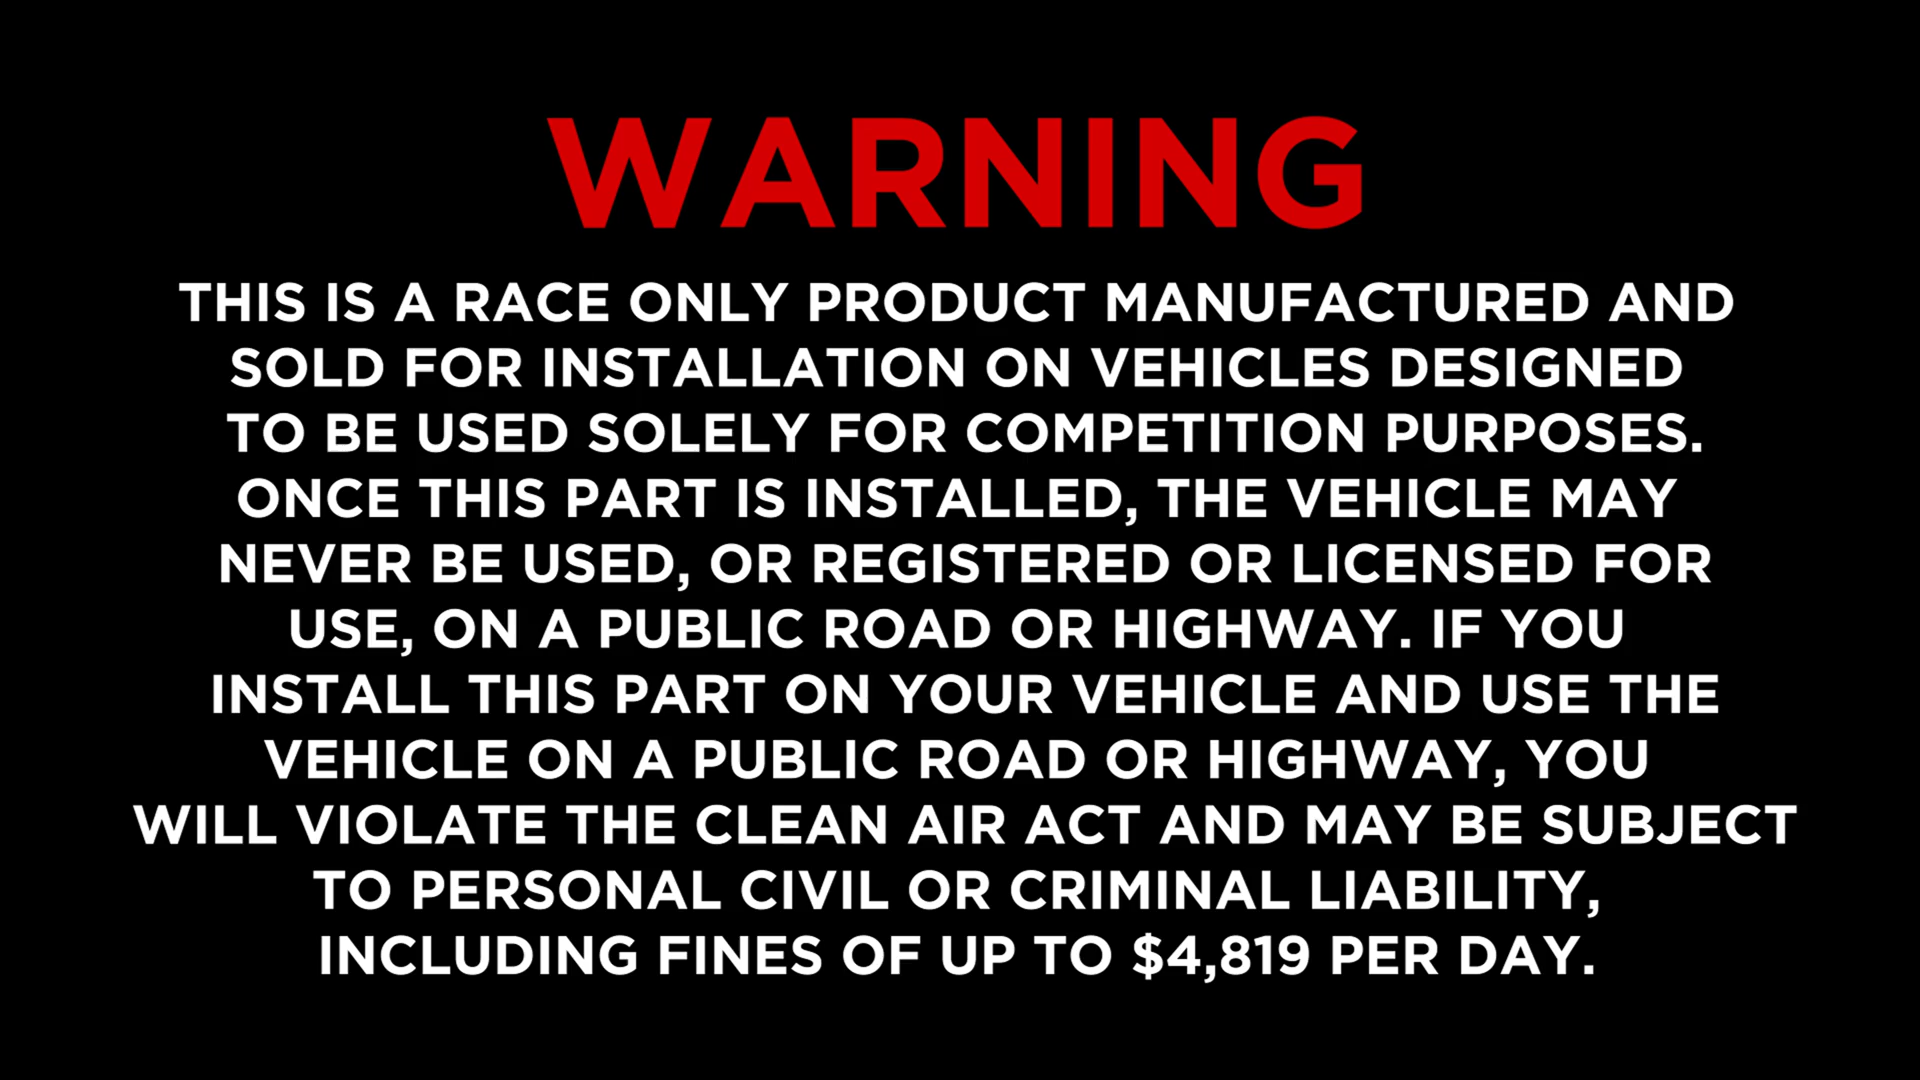 WARNING
THIS IS A RACE ONLY PRODUCT MANUFACTURED AND
SOLD FOR INSTALLATION ON VEHICLES DESIGNED
TO BE USED SOLELY FOR COMPETITION PURPOSES.
ONCE THIS PART IS INSTALLED, THE VEHICLE MAY
NEVER BE USED, OR REGISTERED OR LICENSED FOR
USE, ON A PUBLIC ROAD OR HIGHWAY. IF YOU
INSTALL THIS PART ON YOUR VEHICLE AND USE THE
VEHICLE ON A PUBLIC ROAD OR HIGHWAY, YOU
WILL VIOLATE THE CLEAN AIR ACT AND MAY BE SUBJECT
TO PERSONAL CIVIL OR CRIMINAL LIABILITY,
INCLUDING FINES OF UP TO $4,819 PER DAY.